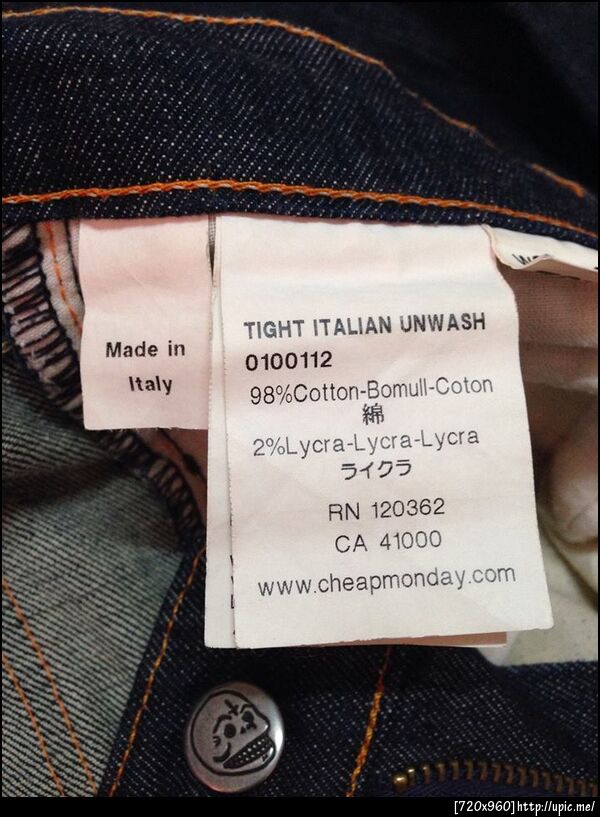 Made in
Italy
TIGHT ITALIAN UNWASH
0100112
98%Cotton-Bomull-Coton
綿
2%Lycra-Lycra-Lycra
ライクラ
RN 120362
CA 41000
www.cheapmonday.com
[720x960]http://upic.me/